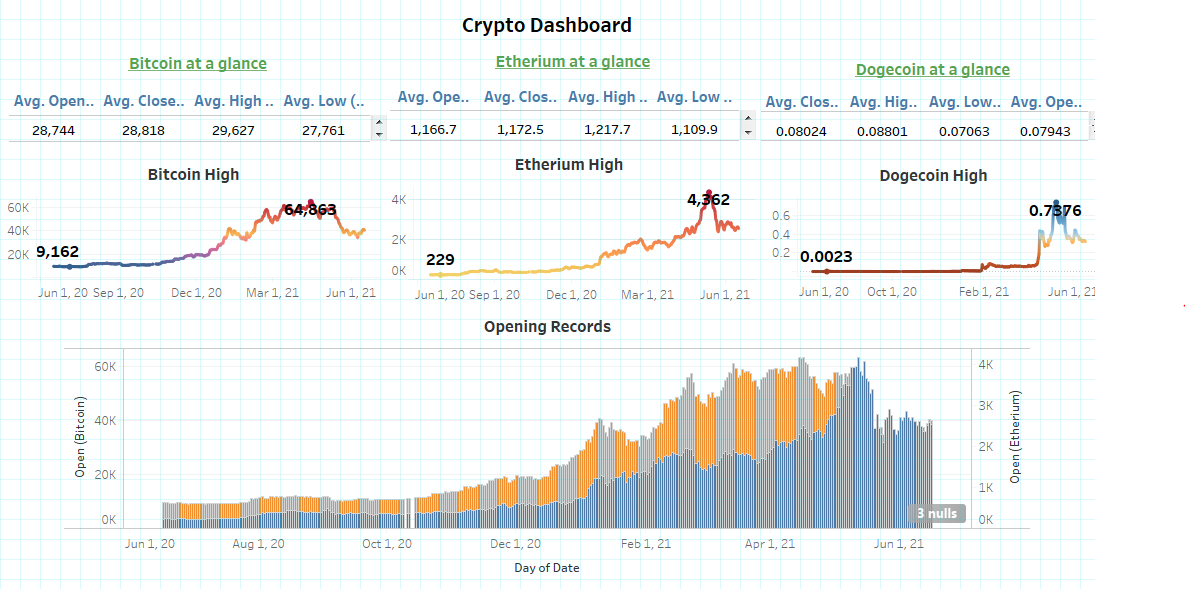 Crypto Dashboard
Bitcoin at a glance
Avg. Open.. Avg. Close.. Avg. High .. Avg. Low (..
28,744 28,818 29,627 27,761
Etherium at a glance
Avg. Ope.. Avg. Clos.. Avg. High .. Avg. Low ..
1,166.7 1,172.5 1,217.7 1,109.9
Dogecoin at a glance
Avg. Clos.. Avg. Hig.. Avg. Low.. Avg. Ope..
0.08024 0.08801 0.07063 0.07943
Bitcoin High
60K
40K
20K
9,162
64,863
Jun 1, 20 Sep 1, 20 Dec 1, 20 Mar 1, 21 Jun 1, 21
Etherium High
4K
2K
0K
229
4,362
Jun 1, 20 Sep 1, 20 Dec 1, 20 Mar 1, 21 Jun 1, 21
Dogecoin High
0.6
0.4
0.2
0.0023
0.7376
Jun 1, 20 Oct 1, 20 Feb 1, 21 Jun 1, 21
Opening Records
Open (Bitcoin)
60K
40K
20K
0K
4K
3K
2K
1K
0K
Open (Etherium)
3 nulls
Jun 1, 20 Aug 1, 20 Oct 1, 20 Dec 1, 20 Feb 1, 21 Apr 1, 21 Jun 1, 21
Day of Date